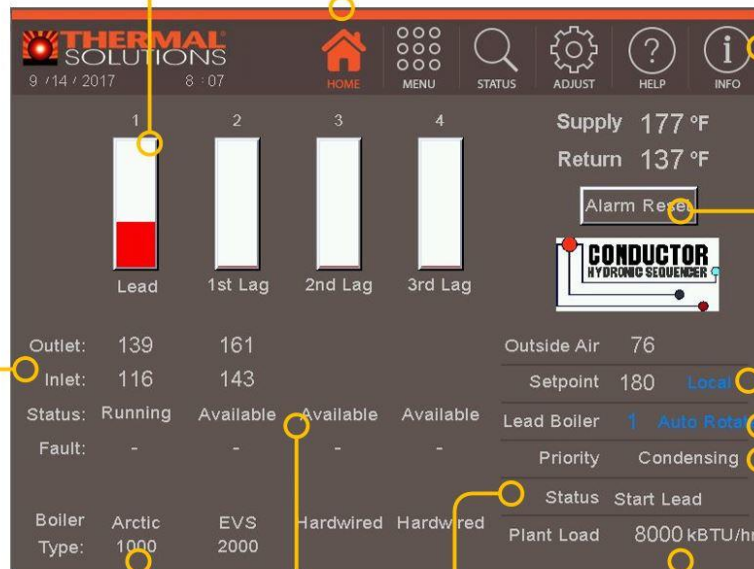 THERMAL
SOLUTIONS
9 / 14 / 2017 8 : 07
HOME
MENU
STATUS
ADJUST
HELP
INFO
1 2 3 4
Lead 1st Lag 2nd Lag 3rd Lag
Supply 177 °F
Return 137 °F
Alarm Reset
CONDUCTOR
HYDRONIC SEQUENCER
Outlet: 139 161
Inlet: 116 143
Status: Running Available Available Available
Fault: - - - -
Boiler Type: Arctic 1000 EVS 2000 Hardwired Hardwired
Outside Air 76
Setpoint 180 Local
Lead Boiler 1 Auto Rotate
Priority Condensing
Status Start Lead
Plant Load 8000 kBTU/hr